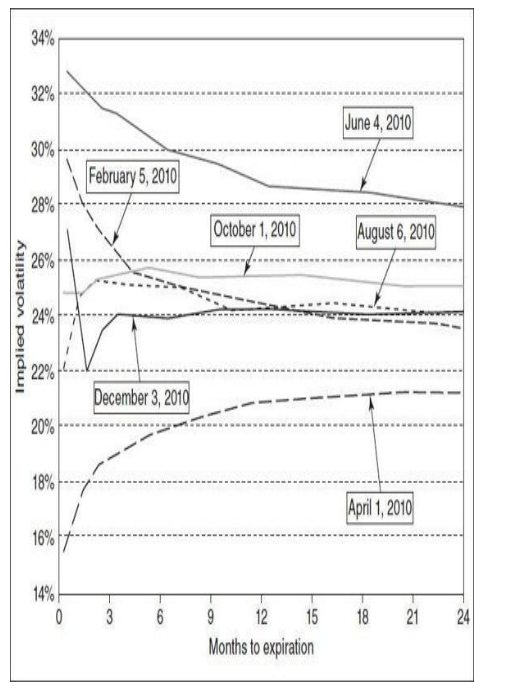 34%
32%
June 4, 2010
30%
February 5, 2010
28%
October 1, 2010
August 6, 2010
26%
24%
22%
December 3, 2010
20%
18%
April 1, 2010
16%
14%
Implied volatility
0 3 6 9 12 15 18 21 24
Months to expiration